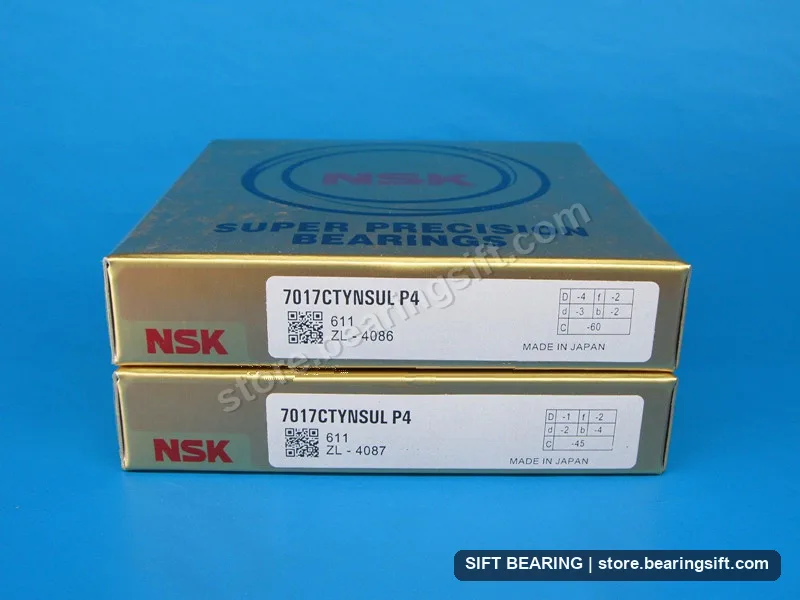 NSK
SUPER PRECISION
BEARINGS
7017CTYNSUL P4
611
ZL - 4086
D -4 f -2
d -3 b -2
C -60
MADE IN JAPAN
NSK
store.bearingsift.com
7017CTYNSUL P4
611
ZL - 4087
D -1 f -2
d -2 b -4
C -45
MADE IN JAPAN
NSK
SIFT BEARING | store.bearingsift.com